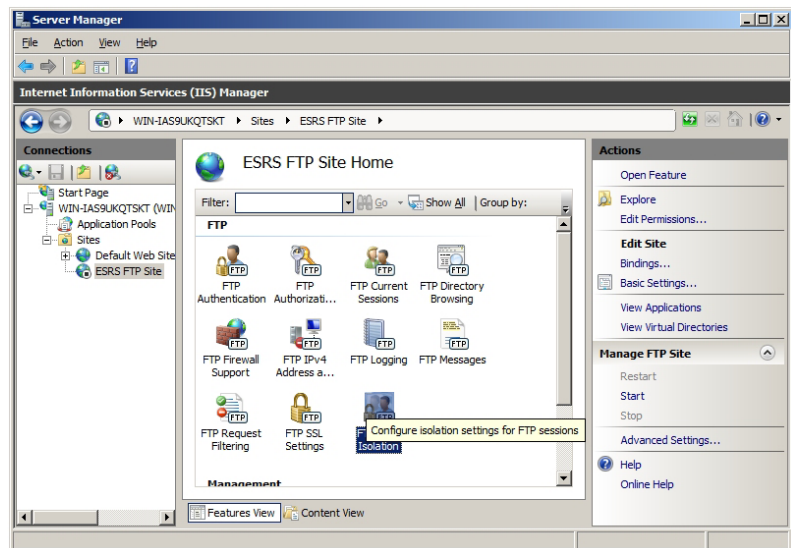 Server Manager
File Action View Help
Internet Information Services (IIS) Manager
WIN-IAS9UKQTSKT Sites ESRS FTP Site
Connections
Start Page
WIN-IAS9UKQTSKT (WIN
Application Pools
Sites
Default Web Site
ESRS FTP Site
ESRS FTP Site Home
Filter: Go Show All Group by:
FTP
FTP Authentication
FTP Authorizati...
FTP Current Sessions
FTP Directory Browsing
FTP Firewall Support
FTP IPv4 Address a...
FTP Logging
FTP Messages
FTP Request Filtering
FTP SSL Settings
Isolation
Configure isolation settings for FTP sessions
Management
Features View Content View
Actions
Open Feature
Explore
Edit Permissions...
Edit Site
Bindings...
Basic Settings...
View Applications
View Virtual Directories
Manage FTP Site
Restart
Start
Stop
Advanced Settings...
Help
Online Help